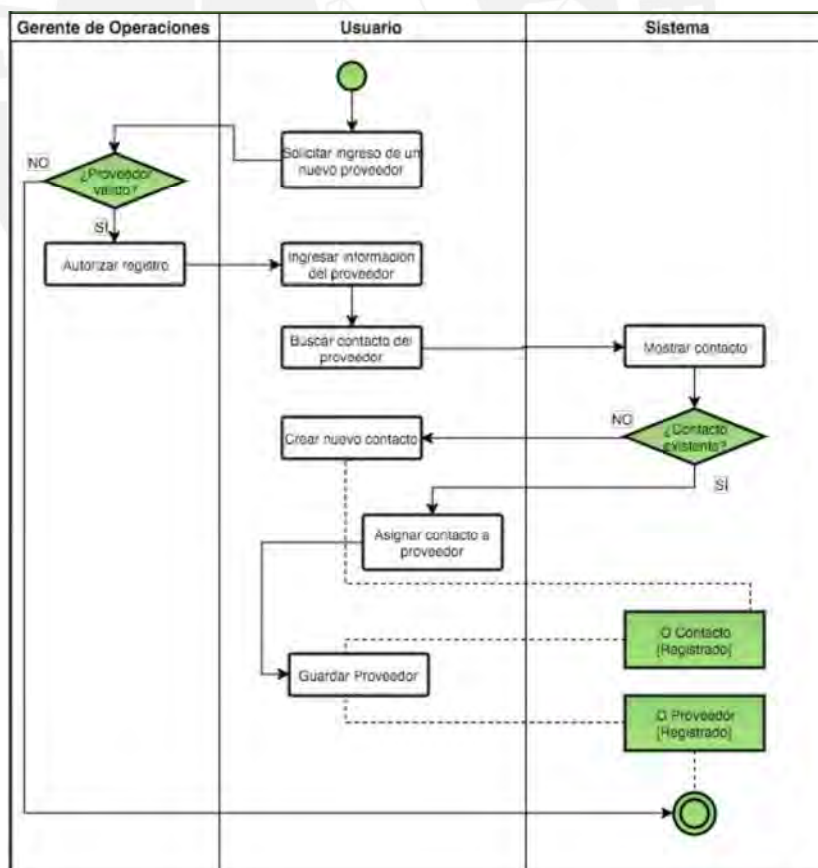 Gerente de Operaciones
Usuario
Sistema
Solicitar ingreso de un
nuevo proveedor
NO
¿Proveedor
valido?
SÍ
Autorizar registro
Ingresar informacion
del proveedor
Buscar contacto del
proveedor
Mostrar contacto
NO
¿Contacto
existente?
Crear nuevo contacto
SÍ
Asignar contacto a
proveedor
O Contacto
[Registrado]
Guardar Proveedor
O Proveedor
[Registrado]